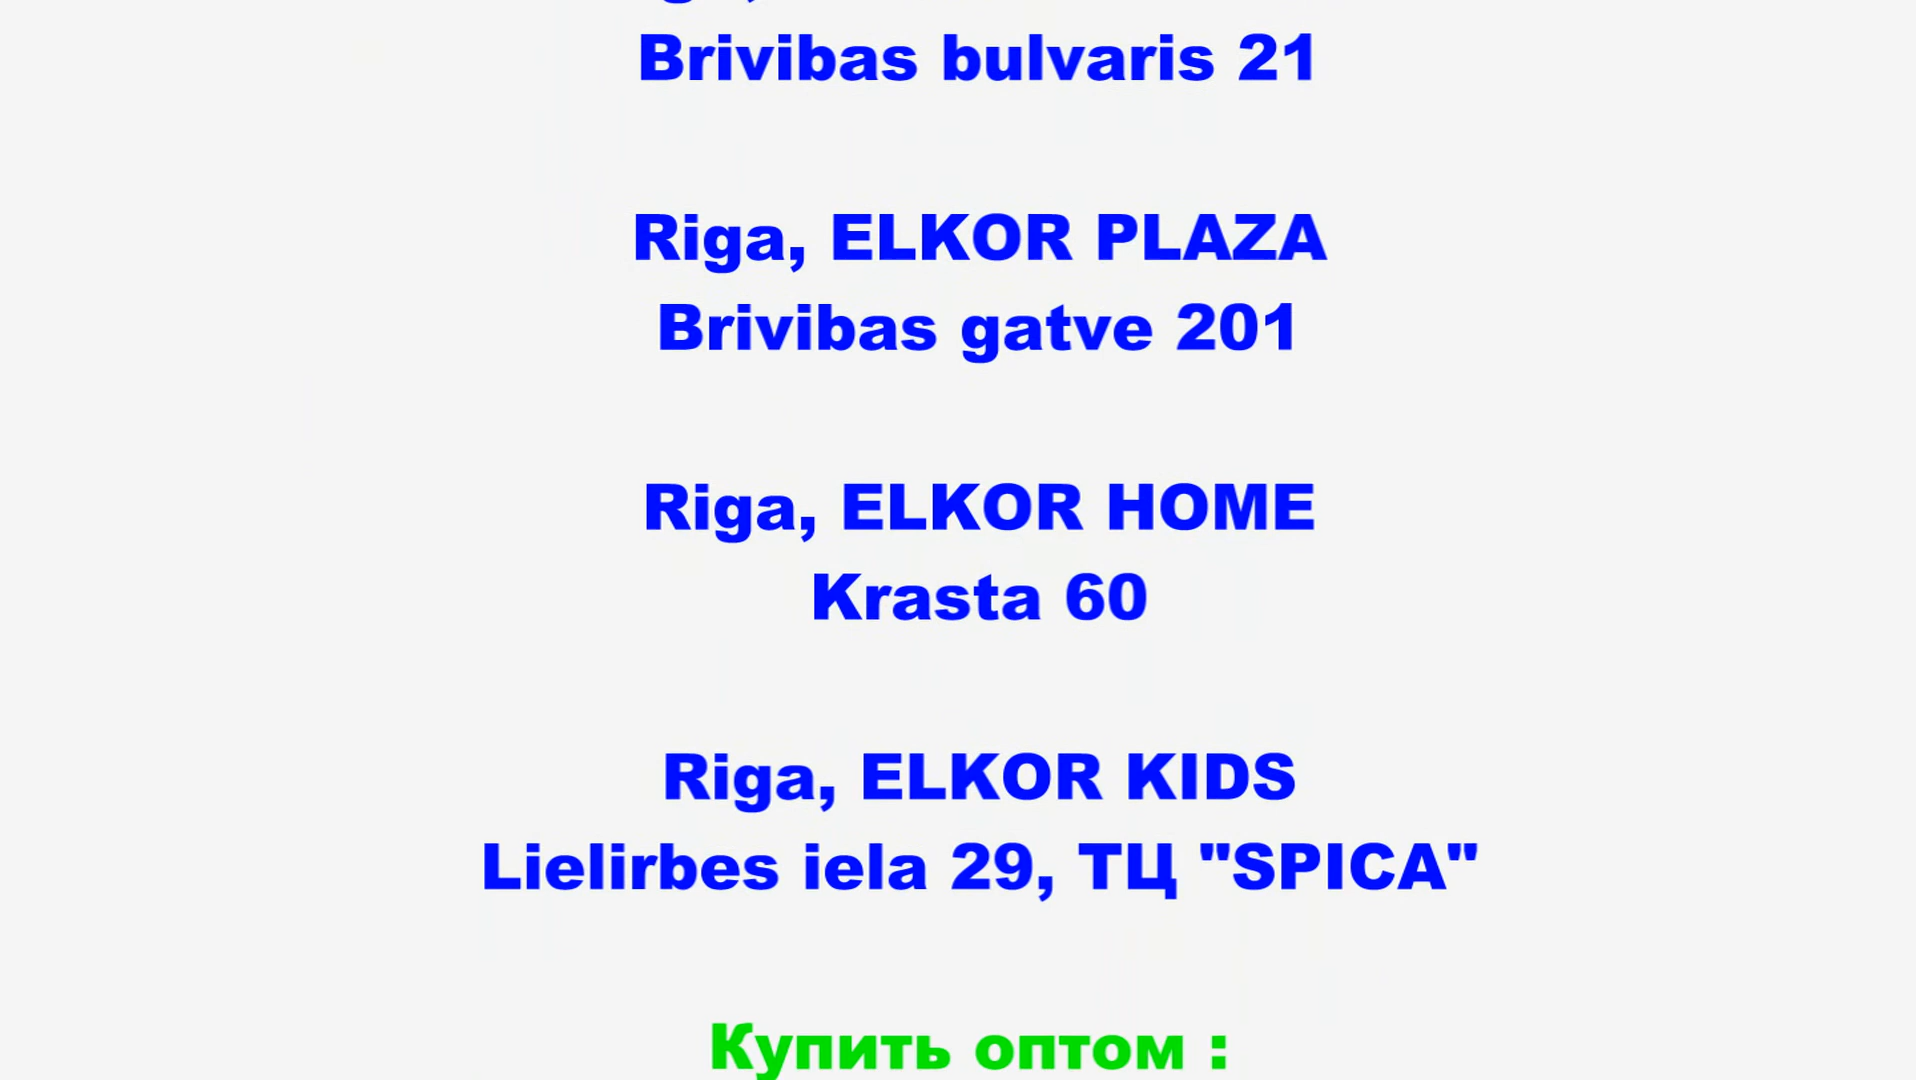 Brivibas bulvaris 21
Riga, ELKOR PLAZA
Brivibas gatve 201
Riga, ELKOR HOME
Krasta 60
Riga, ELKOR KIDS
Lielirbes iela 29, ТЦ "SPICA"
Купить оптом :